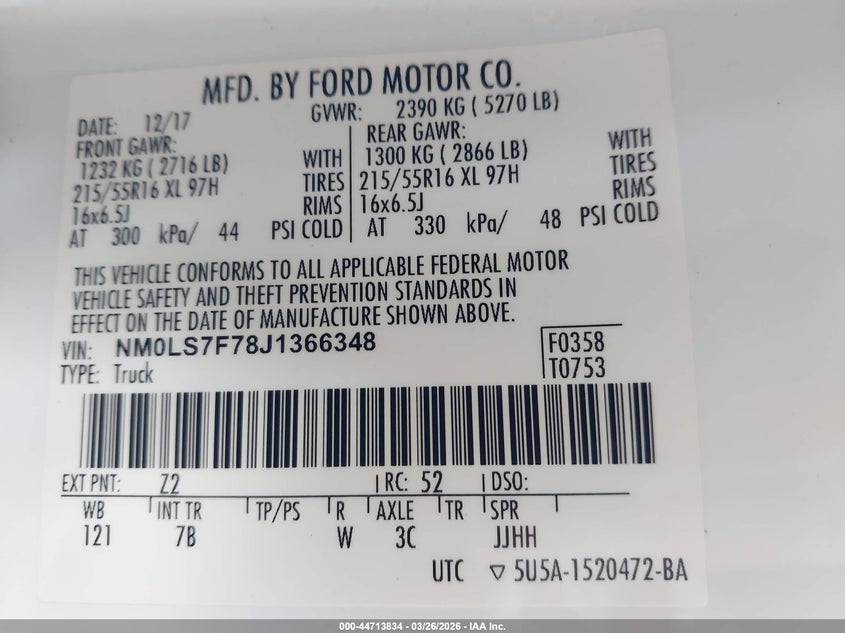 MFD. BY FORD MOTOR CO.
DATE: 12/17 GVWR: 2390 KG ( 5270 LB)
FRONT GAWR: REAR GAWR:
1232 KG ( 2716 LB) WITH 1300 KG ( 2866 LB) WITH
215/55R16 XL 97H TIRES 215/55R16 XL 97H TIRES
16x6.5J RIMS 16x6.5J RIMS
AT 300 kPa/ 44 PSI COLD AT 330 kPa/ 48 PSI COLD
THIS VEHICLE CONFORMS TO ALL APPLICABLE FEDERAL MOTOR
VEHICLE SAFETY AND THEFT PREVENTION STANDARDS IN
EFFECT ON THE DATE OF MANUFACTURE SHOWN ABOVE.
VIN: NM0LS7F78J1366348 F0358
TYPE: Truck T0753
EXT PNT: Z2 RC: 52 DSO:
WB INT TR TP/PS R AXLE TR SPR
121 7B W 3C JJHH
UTC ▽ 5U5A-1520472-BA
000-44713834 - 03/26/2026 - IAA Inc.